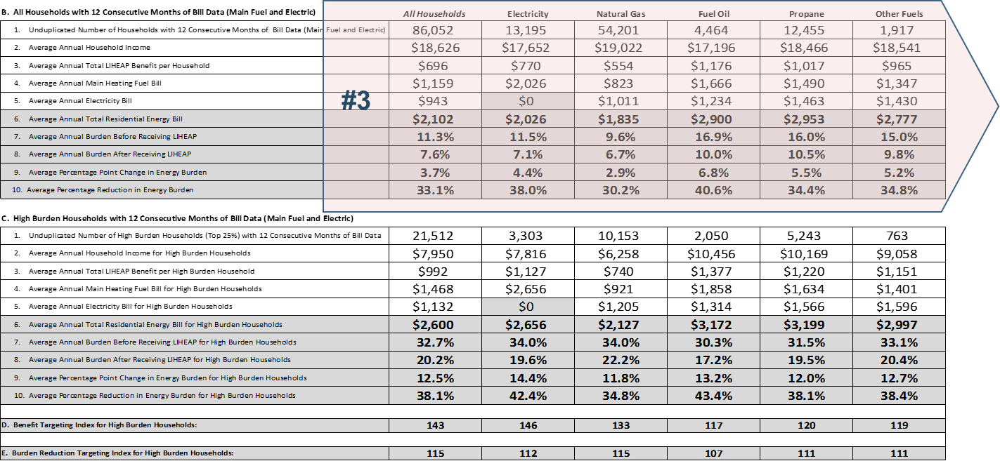 B. All Households with 12 Consecutive Months of Bill Data (Main Fuel and Electric) All Households Electricity Natural Gas Fuel Oil Propane Other Fuels
1. Unduplicated Number of Households with 12 Consecutive Months of Bill Data (Main Fuel and Electric) 86,052 13,195 54,201 4,464 12,455 1,917
2. Average Annual Household Income $18,626 $17,652 $19,022 $17,196 $18,466 $18,541
3. Average Annual Total LIHEAP Benefit per Household $696 $770 $554 $1,176 $1,017 $965
4. Average Annual Main Heating Fuel Bill $1,159 $2,026 $823 $1,666 $1,490 $1,347
5. Average Annual Electricity Bill #3 $943 $0 $1,011 $1,234 $1,463 $1,430
6. Average Annual Total Residential Energy Bill $2,102 $2,026 $1,835 $2,900 $2,953 $2,777
7. Average Annual Burden Before Receiving LIHEAP 11.3% 11.5% 9.6% 16.9% 16.0% 15.0%
8. Average Annual Burden After Receiving LIHEAP 7.6% 7.1% 6.7% 10.0% 10.5% 9.8%
9. Average Percentage Point Change in Energy Burden 3.7% 4.4% 2.9% 6.8% 5.5% 5.2%
10. Average Percentage Reduction in Energy Burden 33.1% 38.0% 30.2% 40.6% 34.4% 34.8%
C. High Burden Households with 12 Consecutive Months of Bill Data (Main Fuel and Electric)
1. Unduplicated Number of High Burden Households (Top 25%) with 12 Consecutive Months of Bill Data 21,512 3,303 10,153 2,050 5,243 763
2. Average Annual Household Income for High Burden Households $7,950 $7,816 $6,258 $10,456 $10,169 $9,058
3. Average Annual Total LIHEAP Benefit per High Burden Household $992 $1,127 $740 $1,377 $1,220 $1,151
4. Average Annual Main Heating Fuel Bill for High Burden Households $1,468 $2,656 $921 $1,858 $1,634 $1,401
5. Average Annual Electricity Bill for High Burden Households $1,132 $0 $1,205 $1,314 $1,566 $1,596
6. Average Annual Total Residential Energy Bill for High Burden Households $2,600 $2,656 $2,127 $3,172 $3,199 $2,997
7. Average Annual Burden Before Receiving LIHEAP for High Burden Households 32.7% 34.0% 34.0% 30.3% 31.5% 33.1%
8. Average Annual Burden After Receiving LIHEAP for High Burden Households 20.2% 19.6% 22.2% 17.2% 19.5% 20.4%
9. Average Percentage Point Change in Energy Burden for High Burden Households 12.5% 14.4% 11.8% 13.2% 12.0% 12.7%
10. Average Percentage Reduction in Energy Burden for High Burden Households 38.1% 42.4% 34.8% 43.4% 38.1% 38.4%
D. Benefit Targeting Index for High Burden Households: 143 146 133 117 120 119
E. Burden Reduction Targeting Index for High Burden Households: 115 112 115 107 111 111